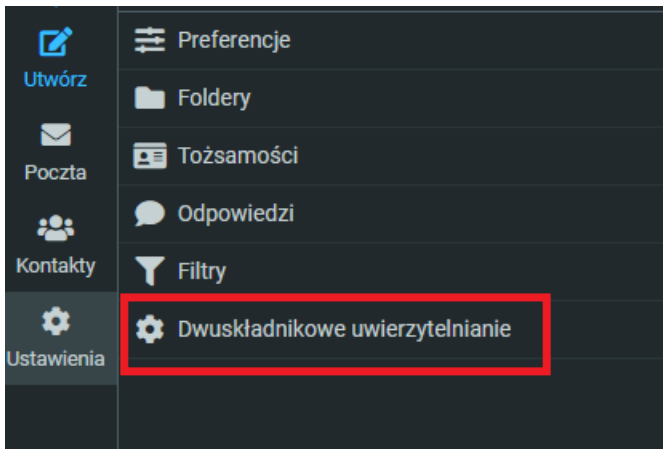 Utwórz
Poczta
Kontakty
Ustawienia
Preferencje
Foldery
Tożsamości
Odpowiedzi
Filtry
Dwuskładnikowe uwierzytelnianie